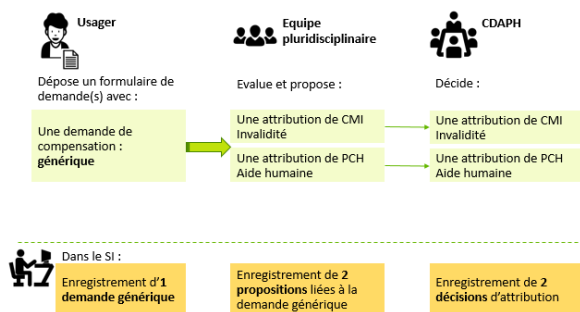 Usager
Equipe
pluridisciplinaire
CDAPH
Dépose un formulaire de
demande(s) avec :
Evalue et propose :
Décide :
Une demande de
compensation :
générique
Une attribution de CMI
Invalidité
Une attribution de PCH
Aide humaine
Une attribution de CMI
Invalidité
Une attribution de PCH
Aide humaine
Dans le SI :
Enregistrement d'1
demande générique
Enregistrement de 2
propositions liées à la
demande générique
Enregistrement de 2
décisions d'attribution